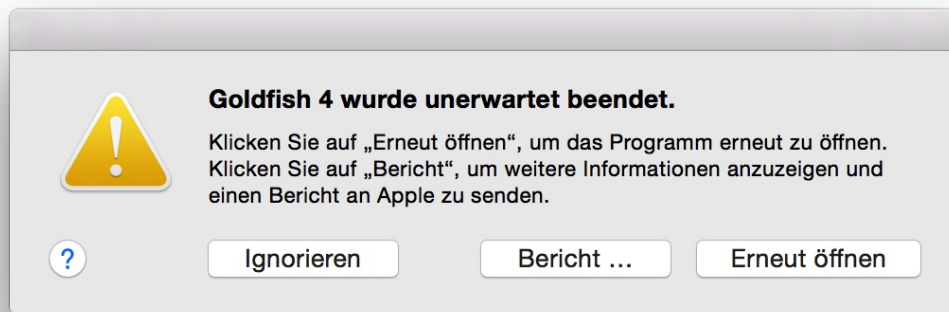 Goldfish 4 wurde unerwartet beendet.
Klicken Sie auf „Erneut öffnen“, um das Programm erneut zu öffnen.
Klicken Sie auf „Bericht“, um weitere Informationen anzuzeigen und
einen Bericht an Apple zu senden.
?
Ignorieren
Bericht ...
Erneut öffnen